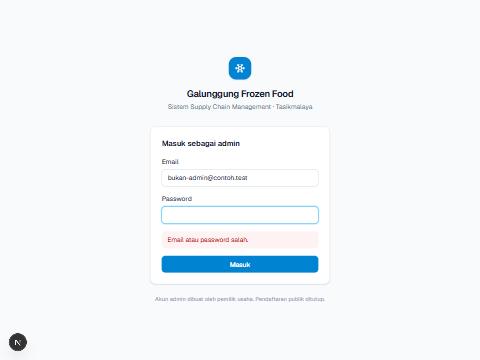 Galunggung Frozen Food
Sistem Supply Chain Management · Tasikmalaya
Masuk sebagai admin
Email
bukan-admin@contoh.test
Password
Email atau password salah.
Masuk
Akun admin dibuat oleh pemilik usaha. Pendaftaran publik ditutup.
N